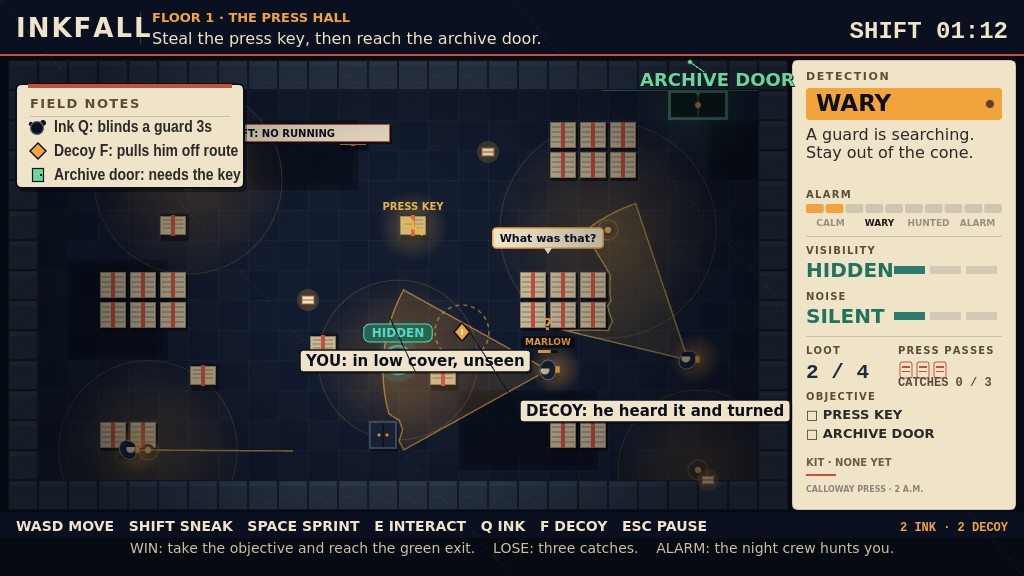 INKFALL
FLOOR 1 · THE PRESS HALL
Steal the press key, then reach the archive door.
SHIFT 01:12
FIELD NOTES
Ink Q: blinds a guard 3s
Decoy F: pulls him off route
Archive door: needs the key
FT: NO RUNNING
ARCHIVE DOOR
PRESS KEY
What was that?
HIDDEN
!
?
MARLOW
YOU: in low cover, unseen
DECOY: he heard it and turned
DETECTION
WARY
A guard is searching.
Stay out of the cone.
ALARM
CALM WARY HUNTED ALARM
VISIBILITY
HIDDEN
NOISE
SILENT
LOOT
2 / 4
PRESS PASSES
CATCHES 0 / 3
OBJECTIVE
□ PRESS KEY
□ ARCHIVE DOOR
KIT · NONE YET
CALLOWAY PRESS · 2 A.M.
WASD MOVE SHIFT SNEAK SPACE SPRINT E INTERACT Q INK F DECOY ESC PAUSE
2 INK · 2 DECOY
WIN: take the objective and reach the green exit. LOSE: three catches. ALARM: the night crew hunts you.